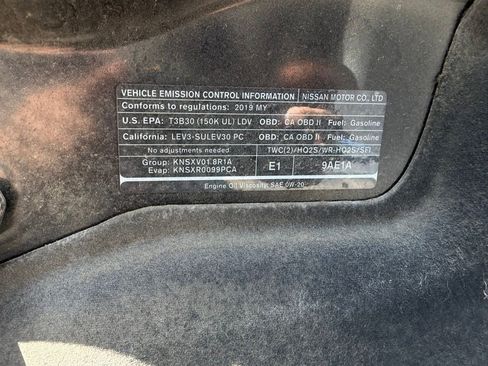 VEHICLE EMISSION CONTROL INFORMATION NISSAN MOTOR CO., LTD
Conforms to regulations: 2019 MY
U.S. EPA: T3B30 (150K UL) LDV OBD: CA OBD II Fuel: Gasoline
California: LEV3-SULEV30 PC OBD: CA OBD II Fuel: Gasoline
No adjustments needed. TWC(2)/HO2S/WR-HO2S/SFI
Group: KNSXV01.8R1A
Evap: KNSXR0099PCA
E1 9AE1A
Engine Oil Viscosity: SAE 0W-20